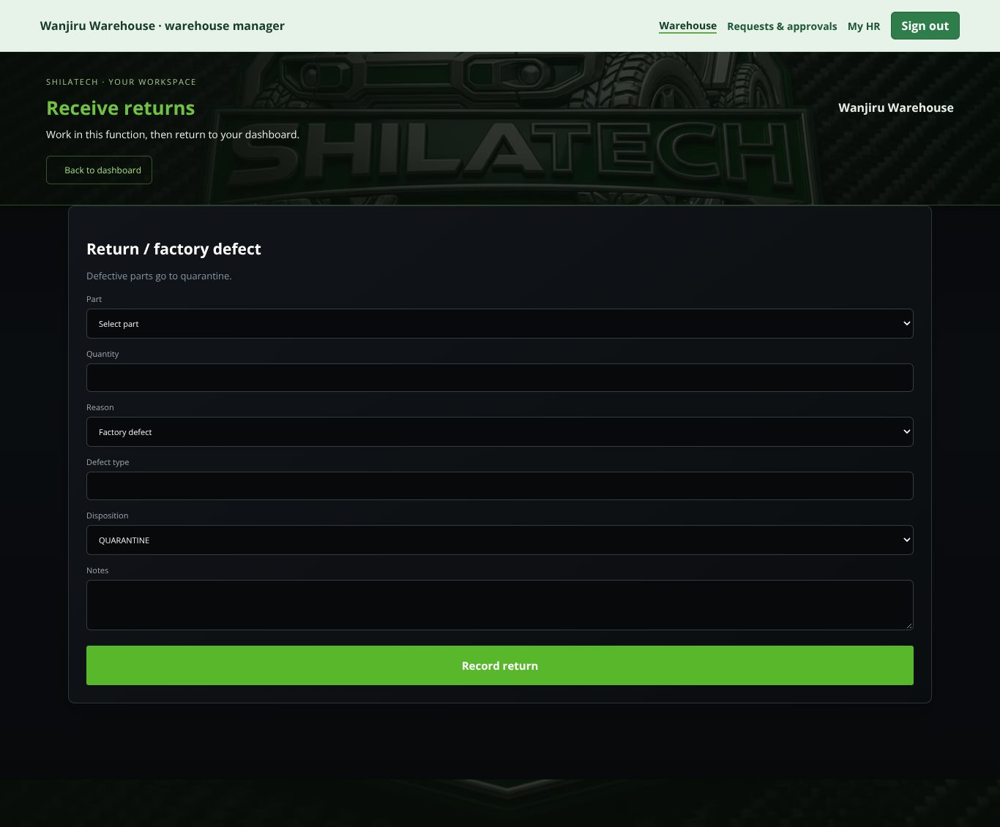 Wanjiru Warehouse · warehouse manager
Warehouse
Requests & approvals
My HR
Sign out
SHILATECH · YOUR WORKSPACE
Receive returns
Work in this function, then return to your dashboard.
Back to dashboard
Wanjiru Warehouse
SHILATECH
Return / factory defect
Defective parts go to quarantine.
Part
Select part
Quantity
Reason
Factory defect
Defect type
Disposition
QUARANTINE
Notes
Record return